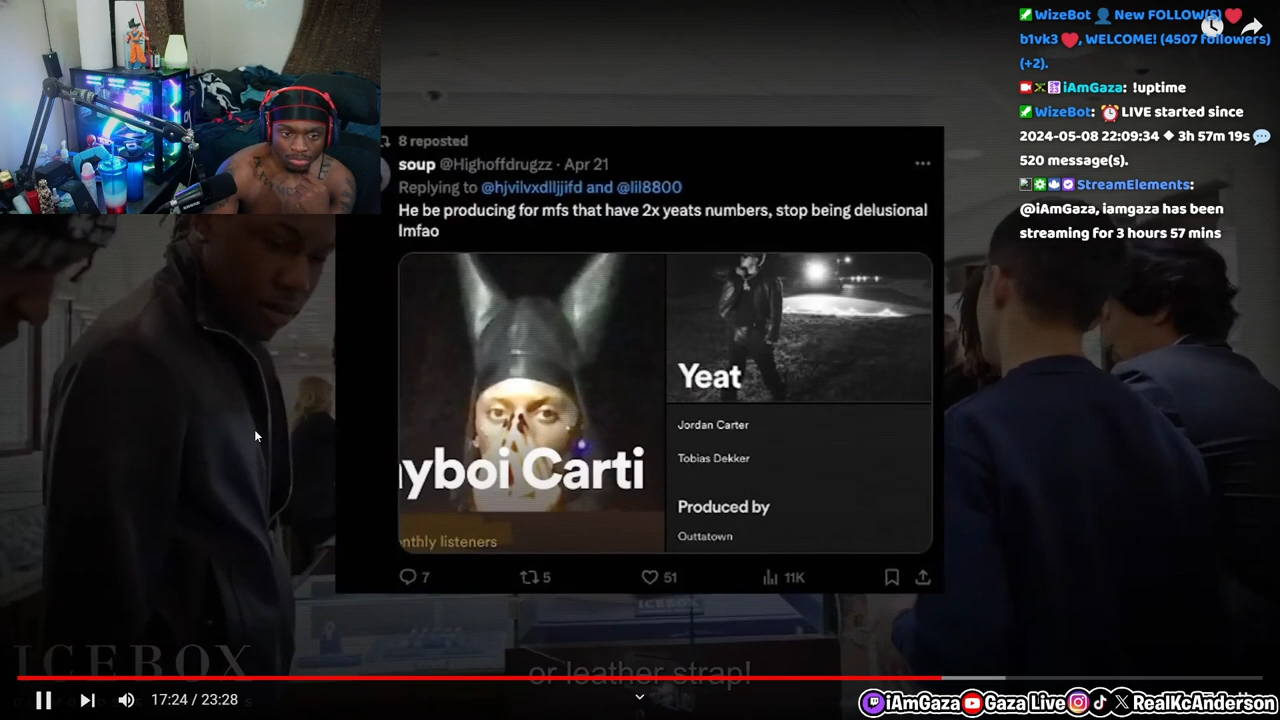 WizeBot New FOLLOW(S)
b1vk3, WELCOME! (4507 followers)
(+2).
iAmGaza: !uptime
WizeBot: LIVE started since
2024-05-08 22:09:34 ◆ 3h 57m 19s
520 message(s).
StreamElements:
@iAmGaza, iamgaza has been
streaming for 3 hours 57 mins
8 reposted
soup @Highoffdrugzz · Apr 21
Replying to @hjvilvxdlljjifd and @lil8800
He be producing for mfs that have 2x yeats numbers, stop being delusional
lmfao
Yeat
Jordan Carter
yboi Carti
Tobias Dekker
Produced by
Outtatown
nthly listeners
7 5 51 11K
ICEBOX
ICEBOX
or leather strap!
17:24 / 23:28
iAmGaza Gaza Live RealKcAnderson